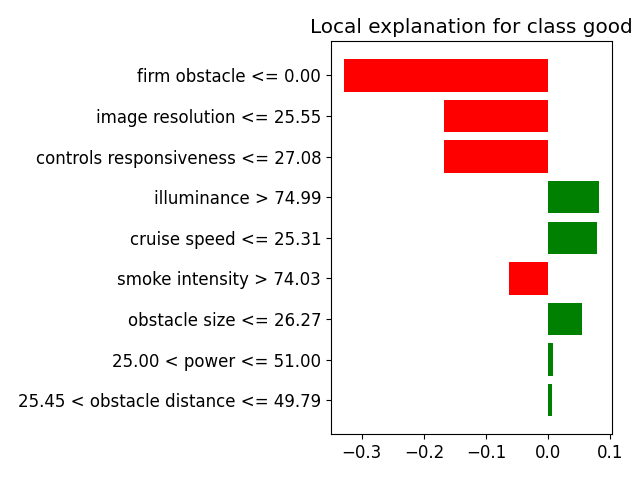 Local explanation for class good
firm obstacle <= 0.00
image resolution <= 25.55
controls responsiveness <= 27.08
illuminance > 74.99
cruise speed <= 25.31
smoke intensity > 74.03
obstacle size <= 26.27
25.00 < power <= 51.00
25.45 < obstacle distance <= 49.79
−0.3 −0.2 −0.1 0.0 0.1